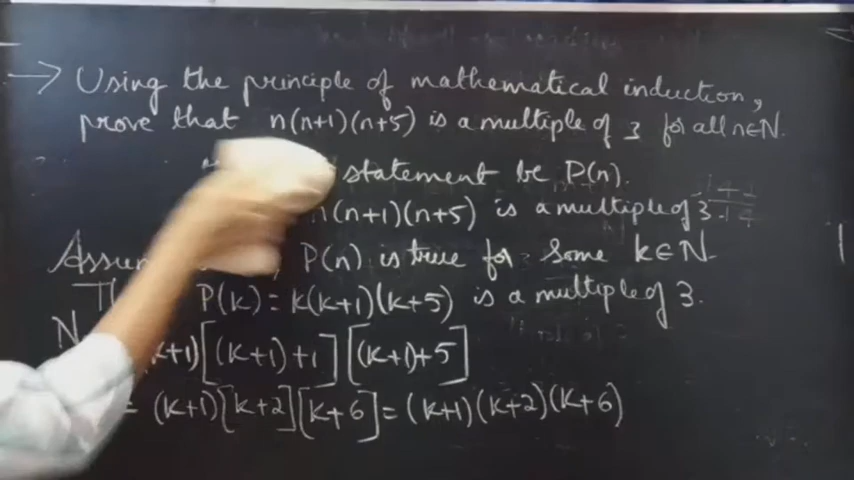 → Using the principle of mathematical induction,
prove that n(n+1)(n+5) is a multiple of 3 for all n∈N.
statement be P(n).
(n+1)(n+5) is a multiple of 3
Assum P(n) is true for some k∈N.
P(k) = k(k+1)(k+5) is a multiple of 3.
k+1)[(k+1)+1][(k+1)+5]
= (k+1)[k+2][k+6] = (k+1)(k+2)(k+6)